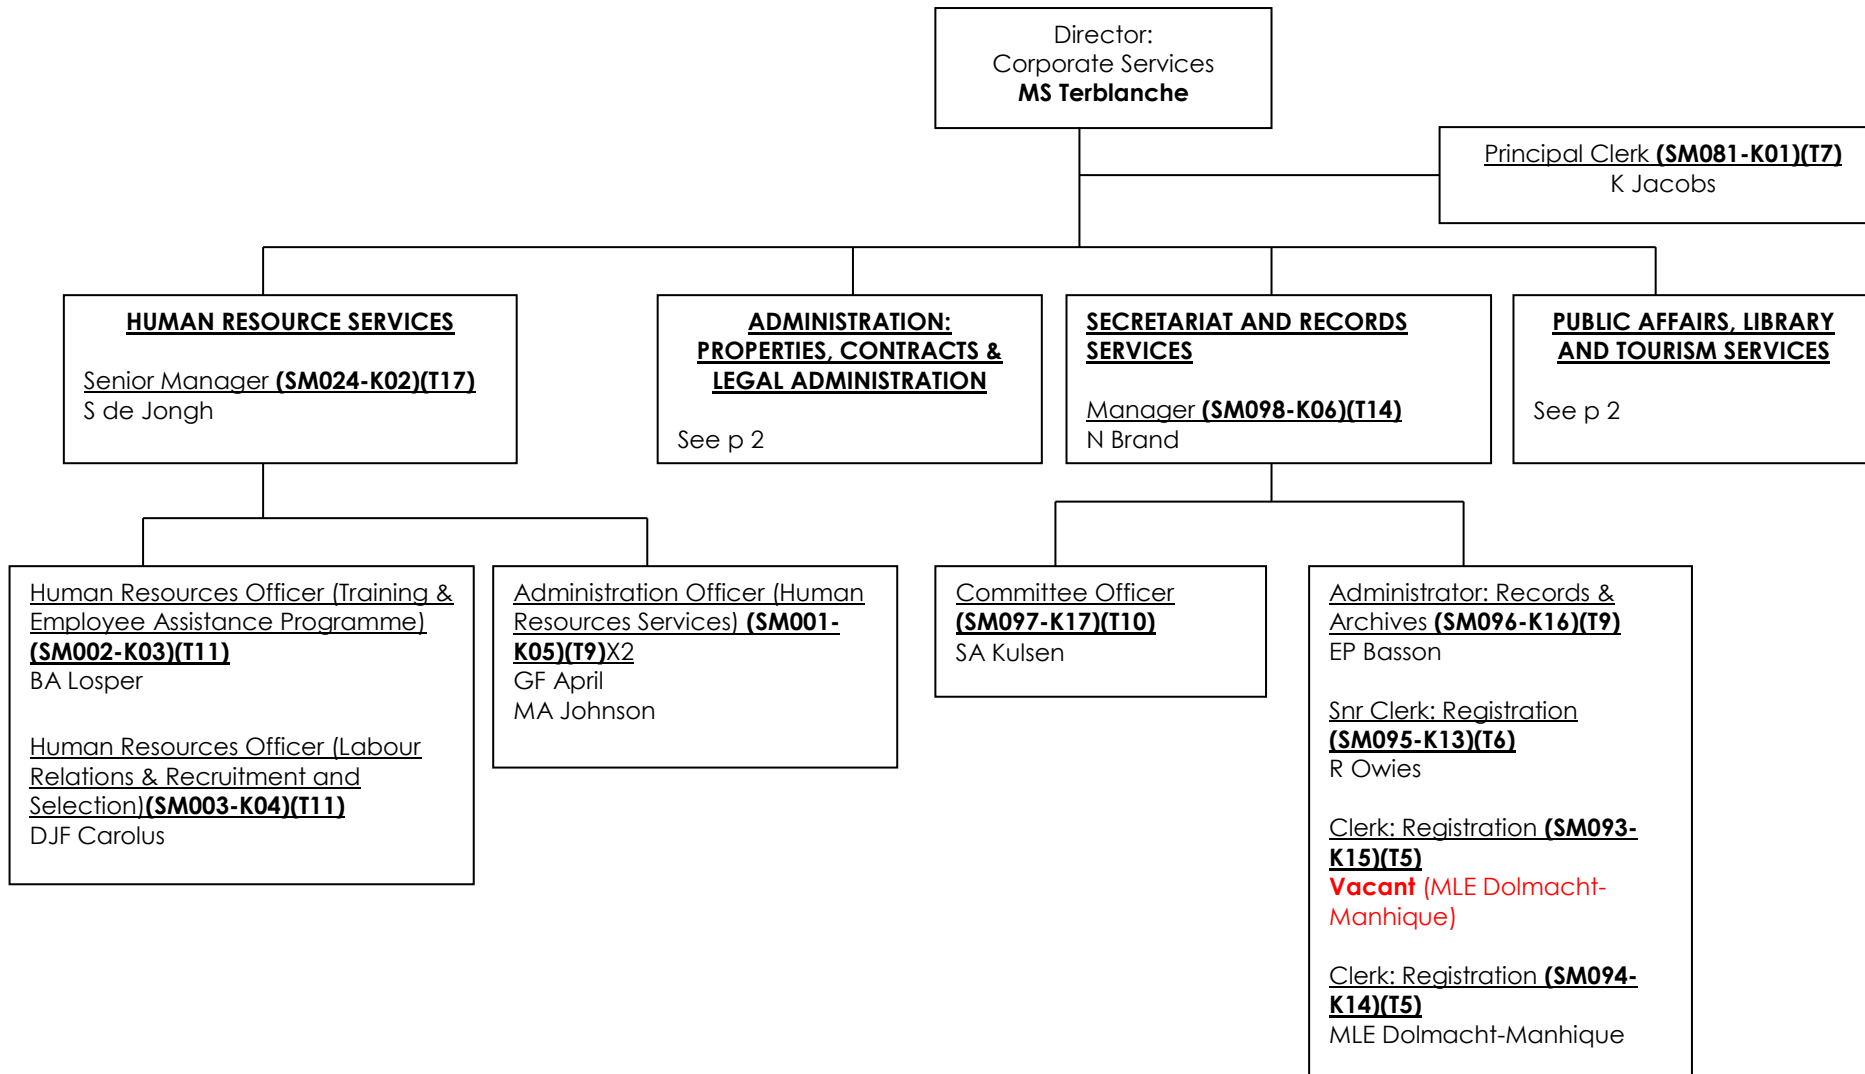 Director:
Corporate Services
MS Terblanche
Principal Clerk (SM081-K01)(T7)
K Jacobs
HUMAN RESOURCE SERVICES
Senior Manager (SM024-K02)(T17)
S de Jongh
ADMINISTRATION:
PROPERTIES, CONTRACTS &
LEGAL ADMINISTRATION
See p 2
SECRETARIAT AND RECORDS
SERVICES
Manager (SM098-K06)(T14)
N Brand
PUBLIC AFFAIRS, LIBRARY
AND TOURISM SERVICES
See p 2
Human Resources Officer (Training &
Employee Assistance Programme)
(SM002-K03)(T11)
BA Losper
Human Resources Officer (Labour
Relations & Recruitment and
Selection)(SM003-K04)(T11)
DJF Carolus
Administration Officer (Human
Resources Services) (SM001-
K05)(T9)X2
GF April
MA Johnson
Committee Officer
(SM097-K17)(T10)
SA Kulsen
Administrator: Records &
Archives (SM096-K16)(T9)
EP Basson
Snr Clerk: Registration
(SM095-K13)(T6)
R Owies
Clerk: Registration (SM093-
K15)(T5)
Vacant (MLE Dolmacht-
Manhique)
Clerk: Registration (SM094-
K14)(T5)
MLE Dolmacht-Manhique